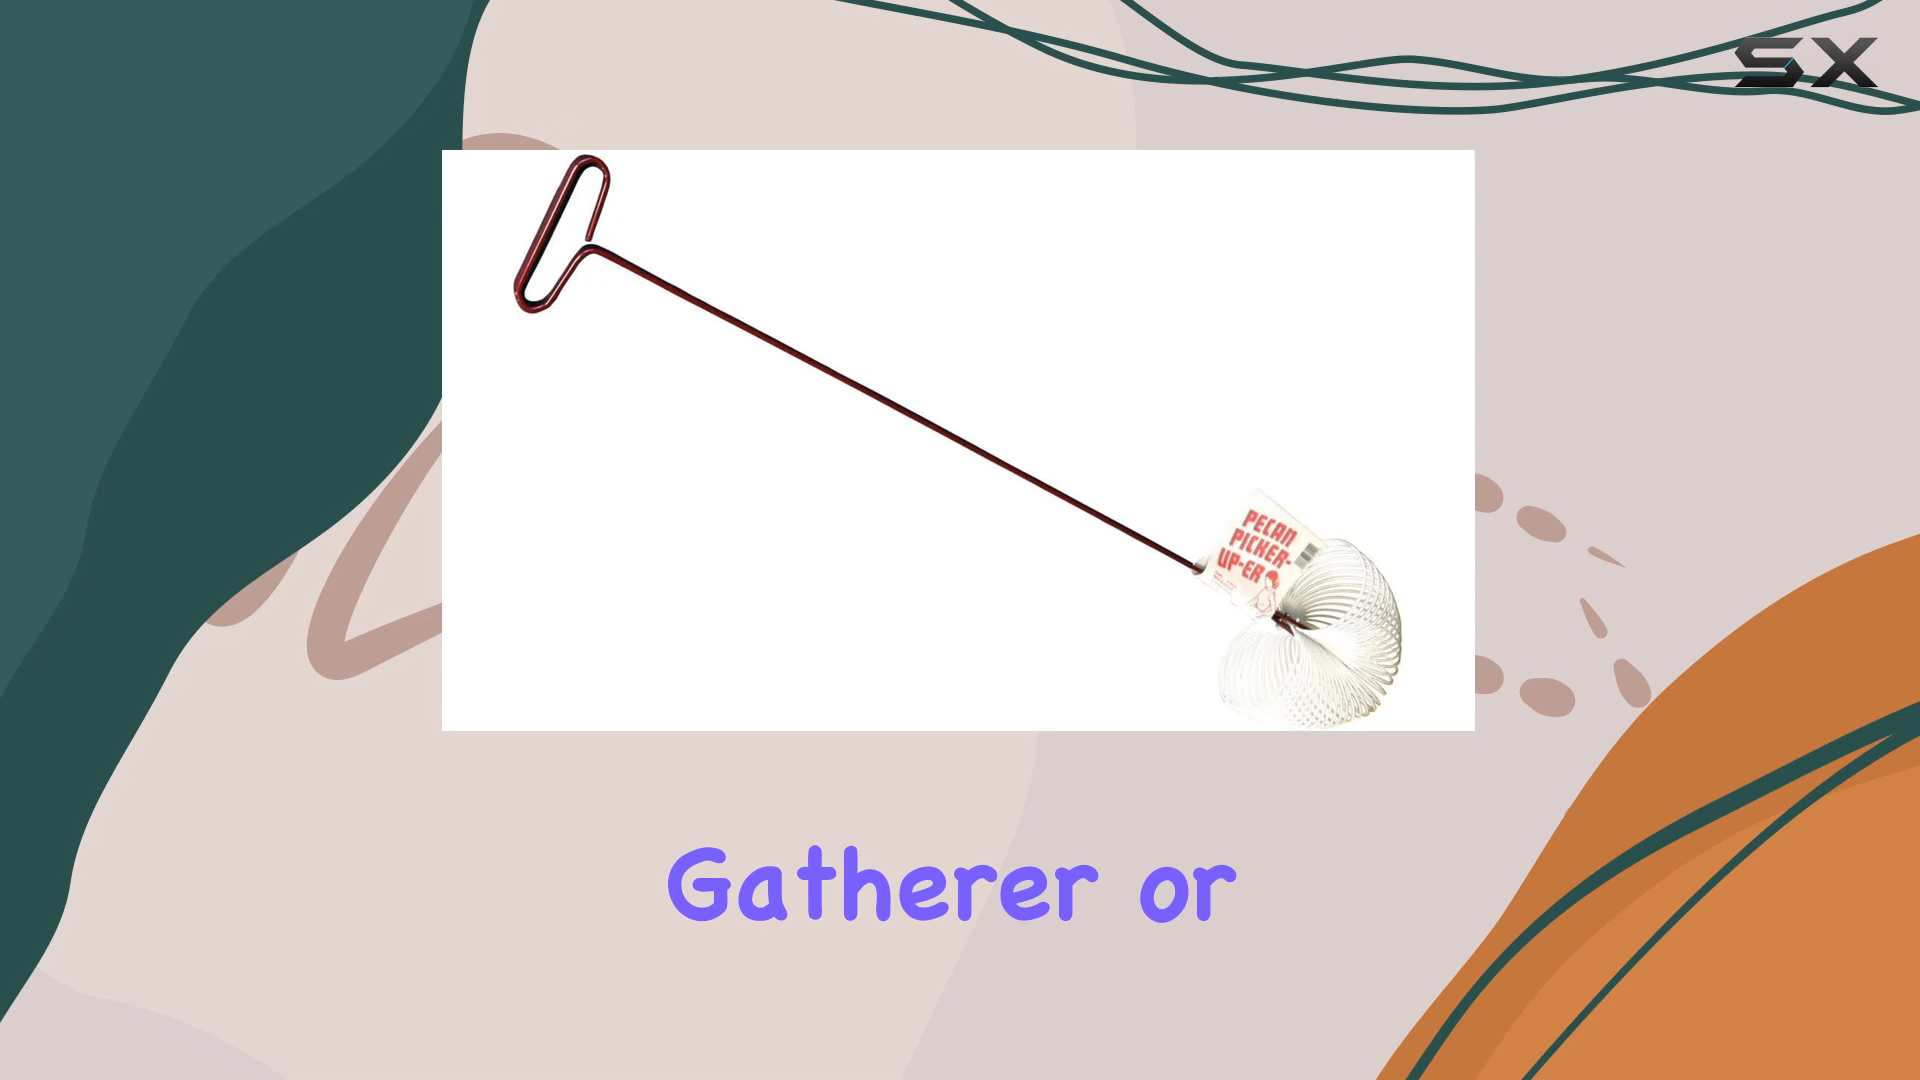 SX
PECAN
PICKER-
UP-ER
Gatherer or